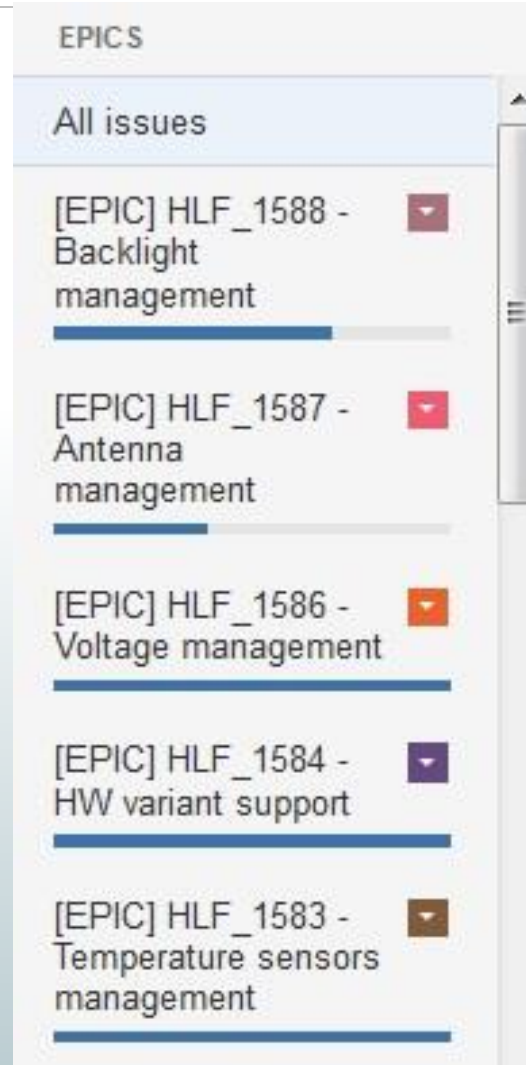 EPICS
All issues
[EPIC] HLF_1588 -
Backlight
management
[EPIC] HLF_1587 -
Antenna
management
[EPIC] HLF_1586 -
Voltage management
[EPIC] HLF_1584 -
HW variant support
[EPIC] HLF_1583 -
Temperature sensors
management